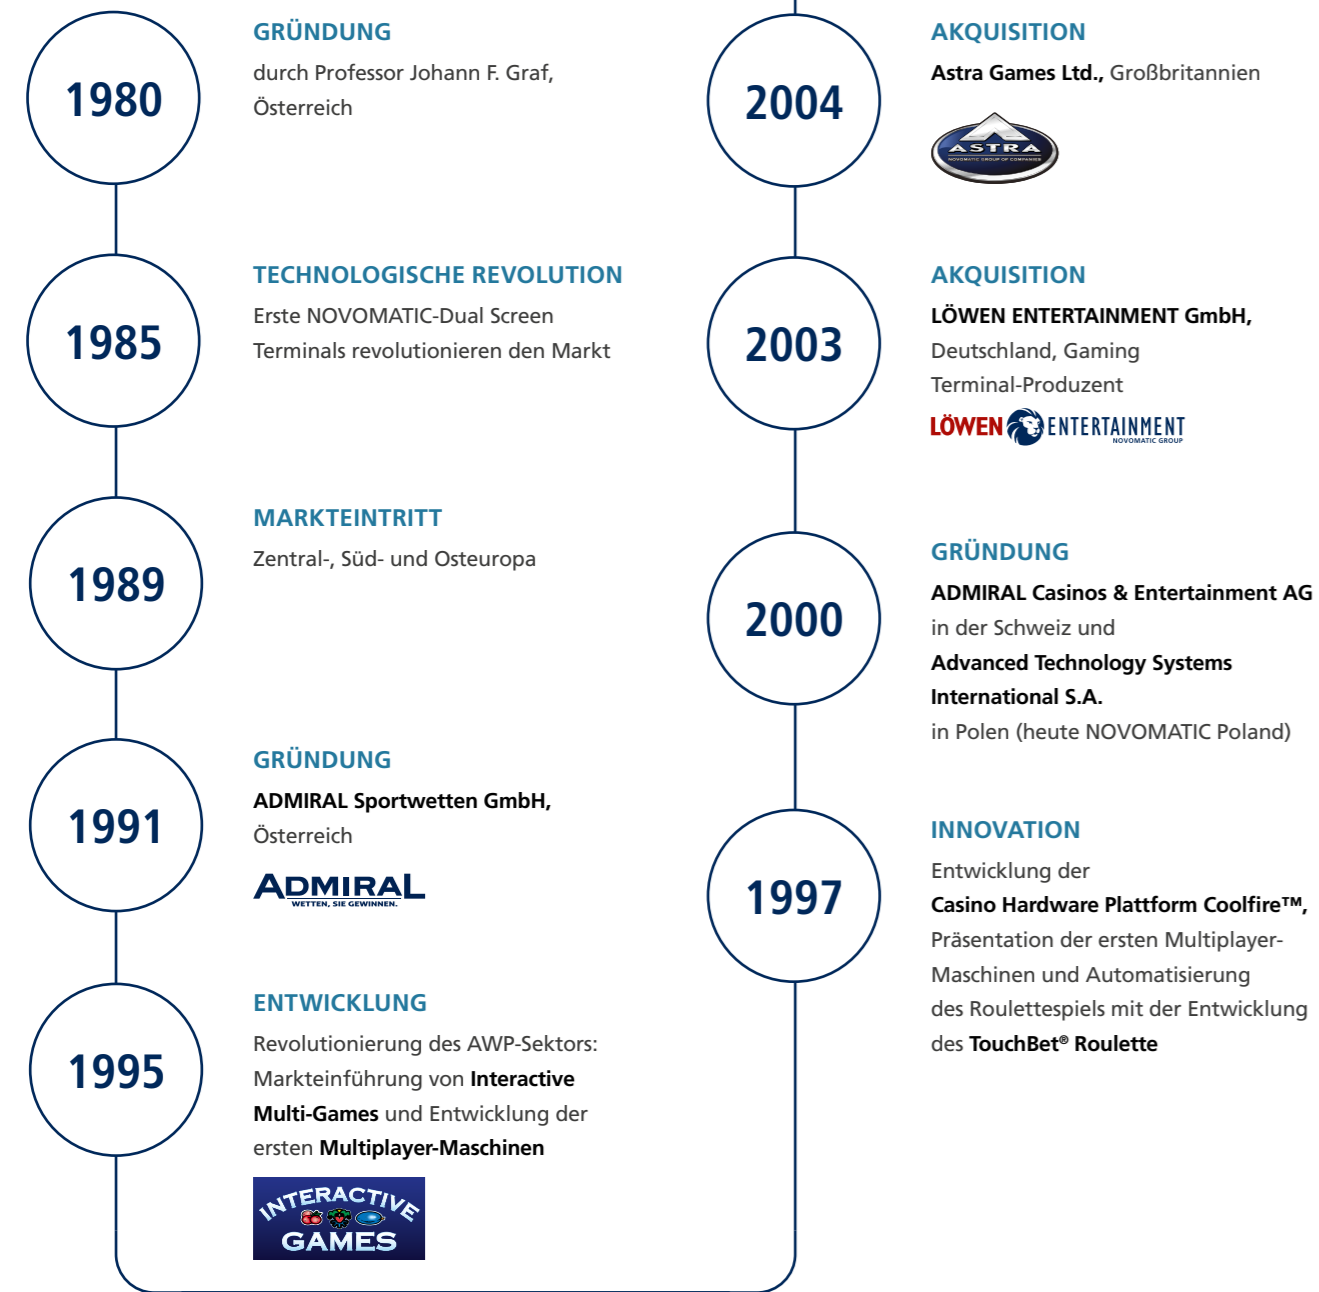 1980
GRÜNDUNG
durch Professor Johann F. Graf,
Österreich
1985
TECHNOLOGISCHE REVOLUTION
Erste NOVOMATIC-Dual Screen
Terminals revolutionieren den Markt
1989
MARKTEINTRITT
Zentral-, Süd- und Osteuropa
1991
GRÜNDUNG
ADMIRAL Sportwetten GmbH,
Österreich
ADMIRAL
WETTEN, SIE GEWINNEN.
1995
ENTWICKLUNG
Revolutionierung des AWP-Sektors:
Markteinführung von Interactive
Multi-Games und Entwicklung der
ersten Multiplayer-Maschinen
INTERACTIVE
GAMES
1997
INNOVATION
Entwicklung der
Casino Hardware Plattform Coolfire™,
Präsentation der ersten Multiplayer-
Maschinen und Automatisierung
des Roulettespiels mit der Entwicklung
des TouchBet® Roulette
2000
GRÜNDUNG
ADMIRAL Casinos & Entertainment AG
in der Schweiz und
Advanced Technology Systems
International S.A.
in Polen (heute NOVOMATIC Poland)
2003
AKQUISITION
LÖWEN ENTERTAINMENT GmbH,
Deutschland, Gaming
Terminal-Produzent
LÖWEN ENTERTAINMENT
NOVOMATIC GROUP
2004
AKQUISITION
Astra Games Ltd., Großbritannien
ASTRA
NOVOMATIC GROUP OF COMPANIES